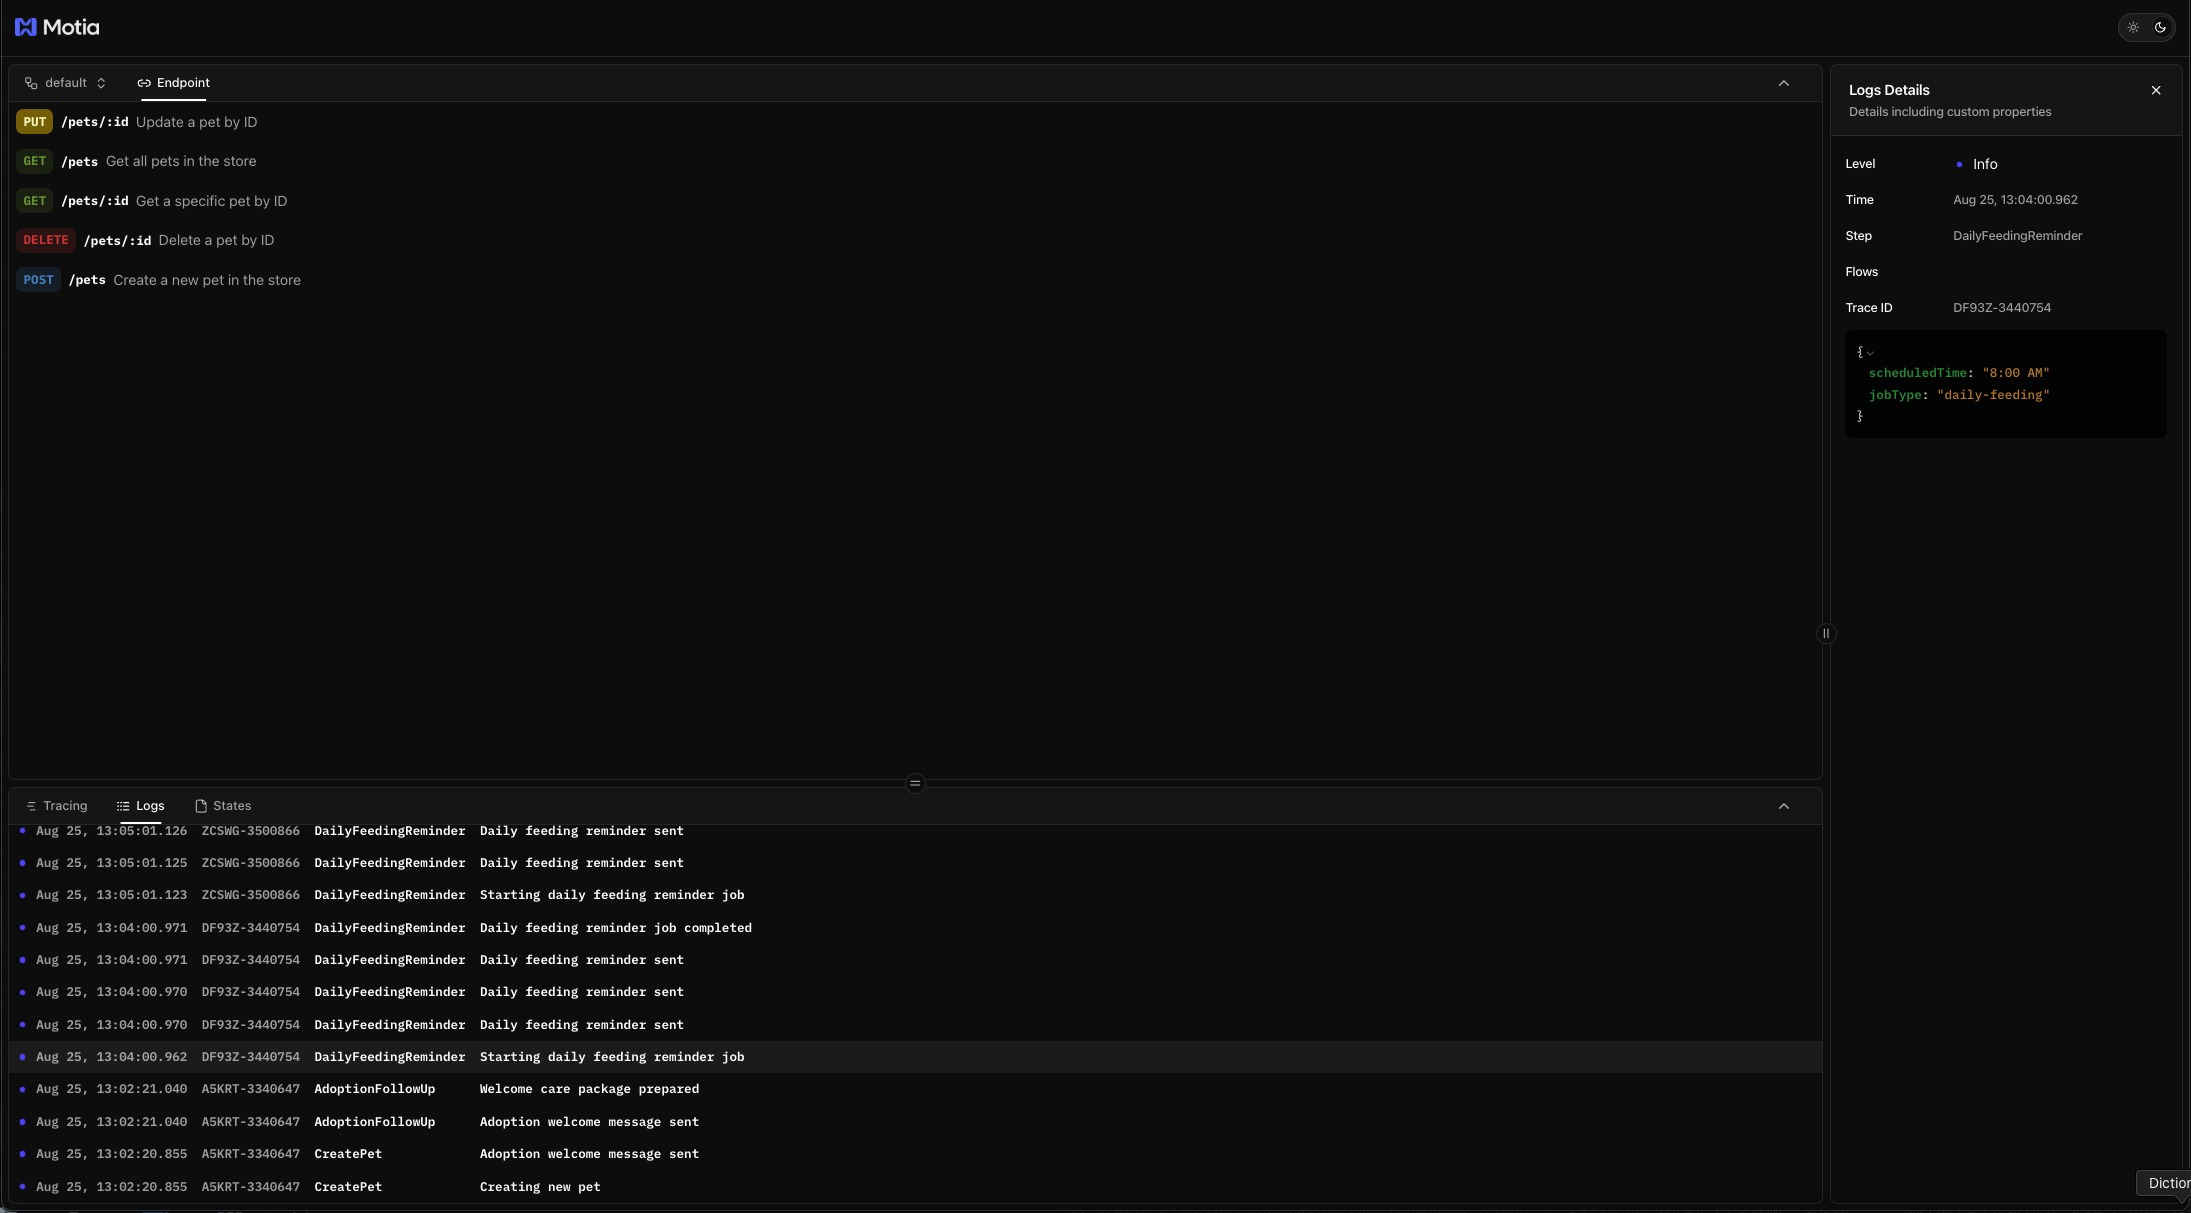 Motia
default Endpoint
PUT /pets/:id Update a pet by ID
GET /pets Get all pets in the store
GET /pets/:id Get a specific pet by ID
DELETE /pets/:id Delete a pet by ID
POST /pets Create a new pet in the store
Tracing Logs States
Aug 25, 13:05:01.126 ZCSWG-3500866 DailyFeedingReminder Daily feeding reminder sent
Aug 25, 13:05:01.125 ZCSWG-3500866 DailyFeedingReminder Daily feeding reminder sent
Aug 25, 13:05:01.123 ZCSWG-3500866 DailyFeedingReminder Starting daily feeding reminder job
Aug 25, 13:04:00.971 DF93Z-3440754 DailyFeedingReminder Daily feeding reminder job completed
Aug 25, 13:04:00.971 DF93Z-3440754 DailyFeedingReminder Daily feeding reminder sent
Aug 25, 13:04:00.970 DF93Z-3440754 DailyFeedingReminder Daily feeding reminder sent
Aug 25, 13:04:00.970 DF93Z-3440754 DailyFeedingReminder Daily feeding reminder sent
Aug 25, 13:04:00.962 DF93Z-3440754 DailyFeedingReminder Starting daily feeding reminder job
Aug 25, 13:02:21.040 A5KRT-3340647 AdoptionFollowUp Welcome care package prepared
Aug 25, 13:02:21.040 A5KRT-3340647 AdoptionFollowUp Adoption welcome message sent
Aug 25, 13:02:20.855 A5KRT-3340647 CreatePet Adoption welcome message sent
Aug 25, 13:02:20.855 A5KRT-3340647 CreatePet Creating new pet
Logs Details
Details including custom properties
Level Info
Time Aug 25, 13:04:00.962
Step DailyFeedingReminder
Flows
Trace ID DF93Z-3440754
{
scheduledTime: "8:00 AM"
jobType: "daily-feeding"
}
Diction